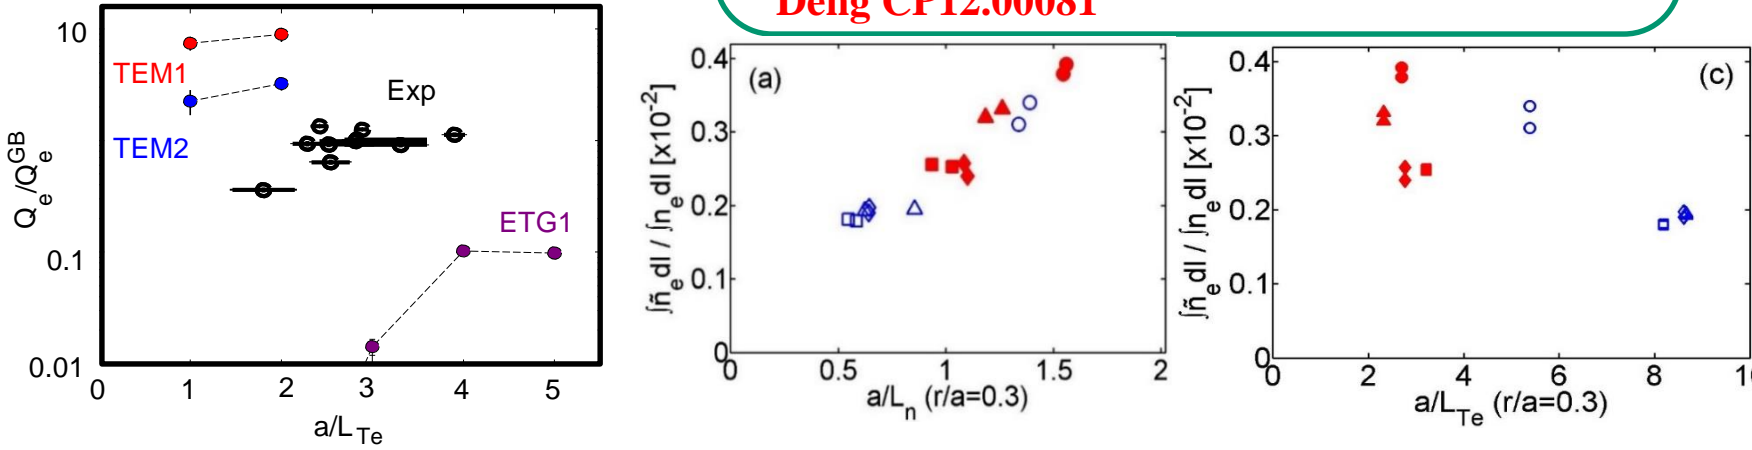 Deng CP12.00081
10
0.1
0.01
Q_e/Q_e^GB
TEM1
TEM2
Exp
ETG1
0 1 2 3 4 5
a/L_Te
(a)
0.4
0.3
0.2
0.1
0
∫ñ_e dl / ∫n_e dl [x10^-2]
0 0.5 1 1.5 2
a/L_n (r/a=0.3)
(c)
0.4
0.3
0.2
0.1
0
∫ñ_e dl / ∫n_e dl [x10^-2]
0 2 4 6 8
a/L_Te (r/a=0.3)